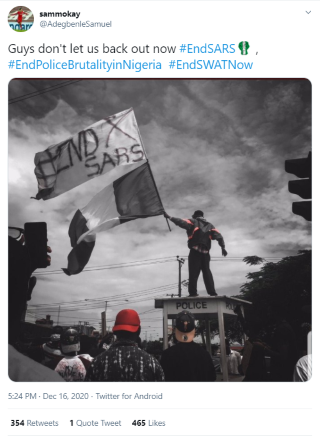 sammokay
@AdegbenleSamuel
Guys don't let us back out now #EndSARS ,
#EndPoliceBrutalityinNigeria #EndSWATNow
END
SARS
POLICE
5:24 PM · Dec 16, 2020 · Twitter for Android
354 Retweets 1 Quote Tweet 465 Likes